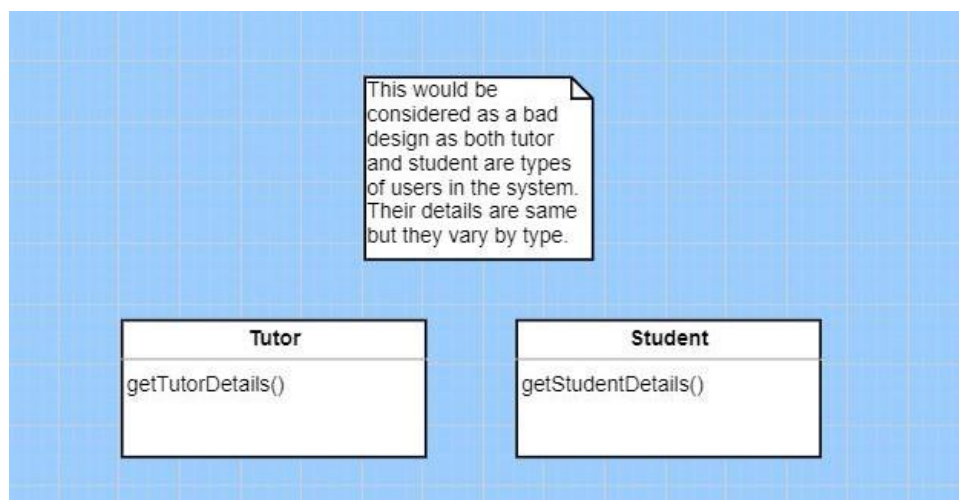 This would be
considered as a bad
design as both tutor
and student are types
of users in the system.
Their details are same
but they vary by type.
Tutor
getTutorDetails()
Student
getStudentDetails()